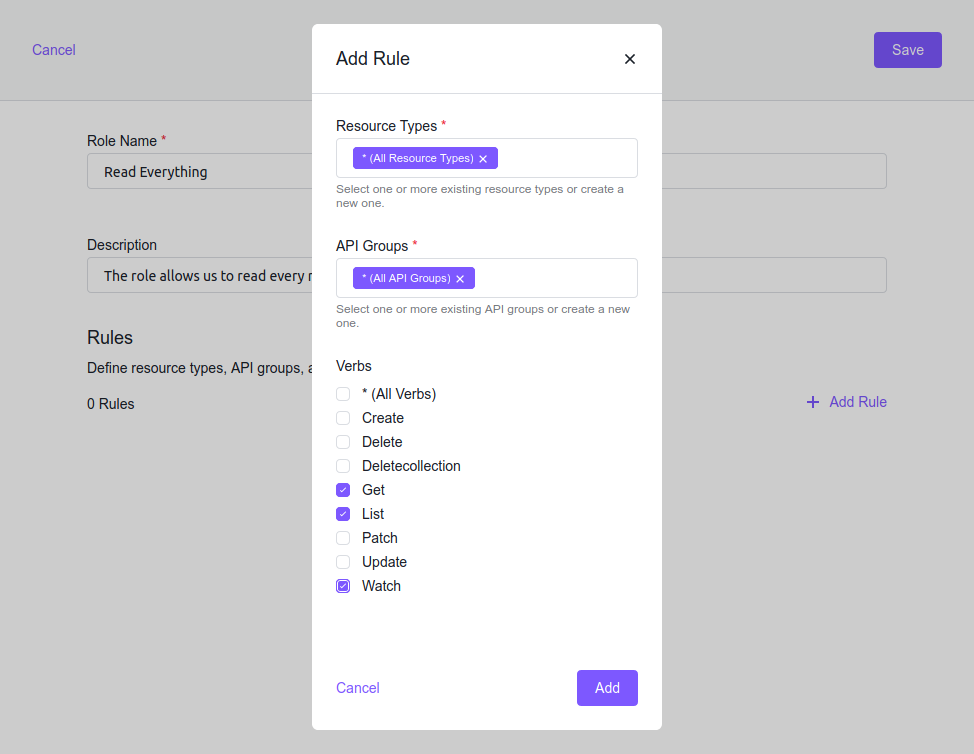 Cancel
Add Rule
Save
Role Name *
Read Everything
Resource Types *
* (All Resource Types)
Select one or more existing resource types or create a
new one.
Description
The role allows us to read every
API Groups *
* (All API Groups)
Select one or more existing API groups or create a new
one.
Rules
Define resource types, API groups,
0 Rules
Add Rule
Verbs
* (All Verbs)
Create
Delete
Deletecollection
Get
List
Patch
Update
Watch
Cancel
Add